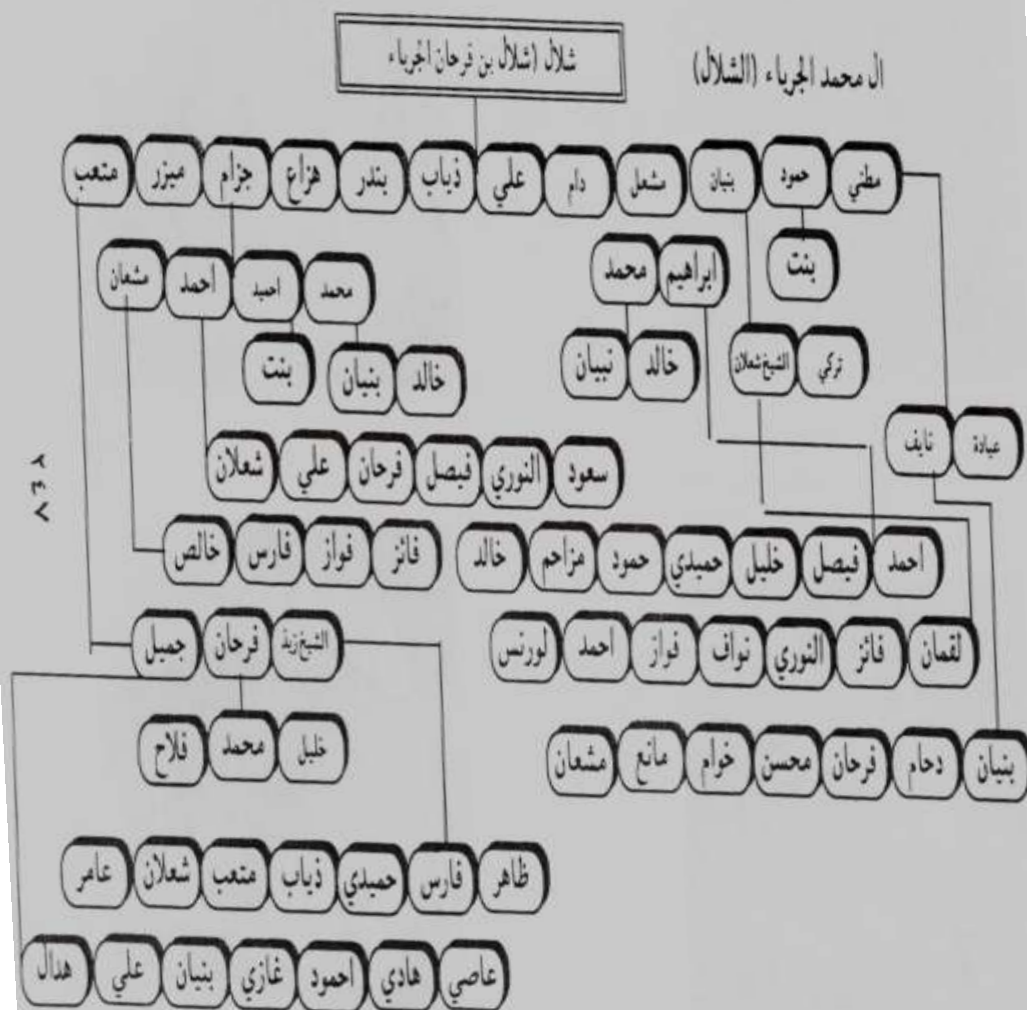 ال محمد الجرباء (الشلال)
شلال (شلال بن فرحان الجرباء
مطني حمود بنيان مشعل دام علي ذياب بندر هزاع جزام ميزر متعب
بنت ابراهيم محمد محمد احميد احمد مشعان
تركي الشيخ شعلان خالد نبيان خالد بنيان بنت
عيادة نايف سعود النوري فيصل فرحان علي شعلان
٢٤٧
احمد فيصل خليل حميدي حمود مزاحم خالد فائز فواز فارس خالص
لقمان فائز النوري نواف فواز احمد لورنس الشيخ زيد فرحان جميل
بنيان دحام فرحان محسن خوام مانع مشعان خليل محمد فلاح
ظاهر فارس حميدي ذياب متعب شعلان عامر
عاصي هادي احمود غازي بنيان علي هدال